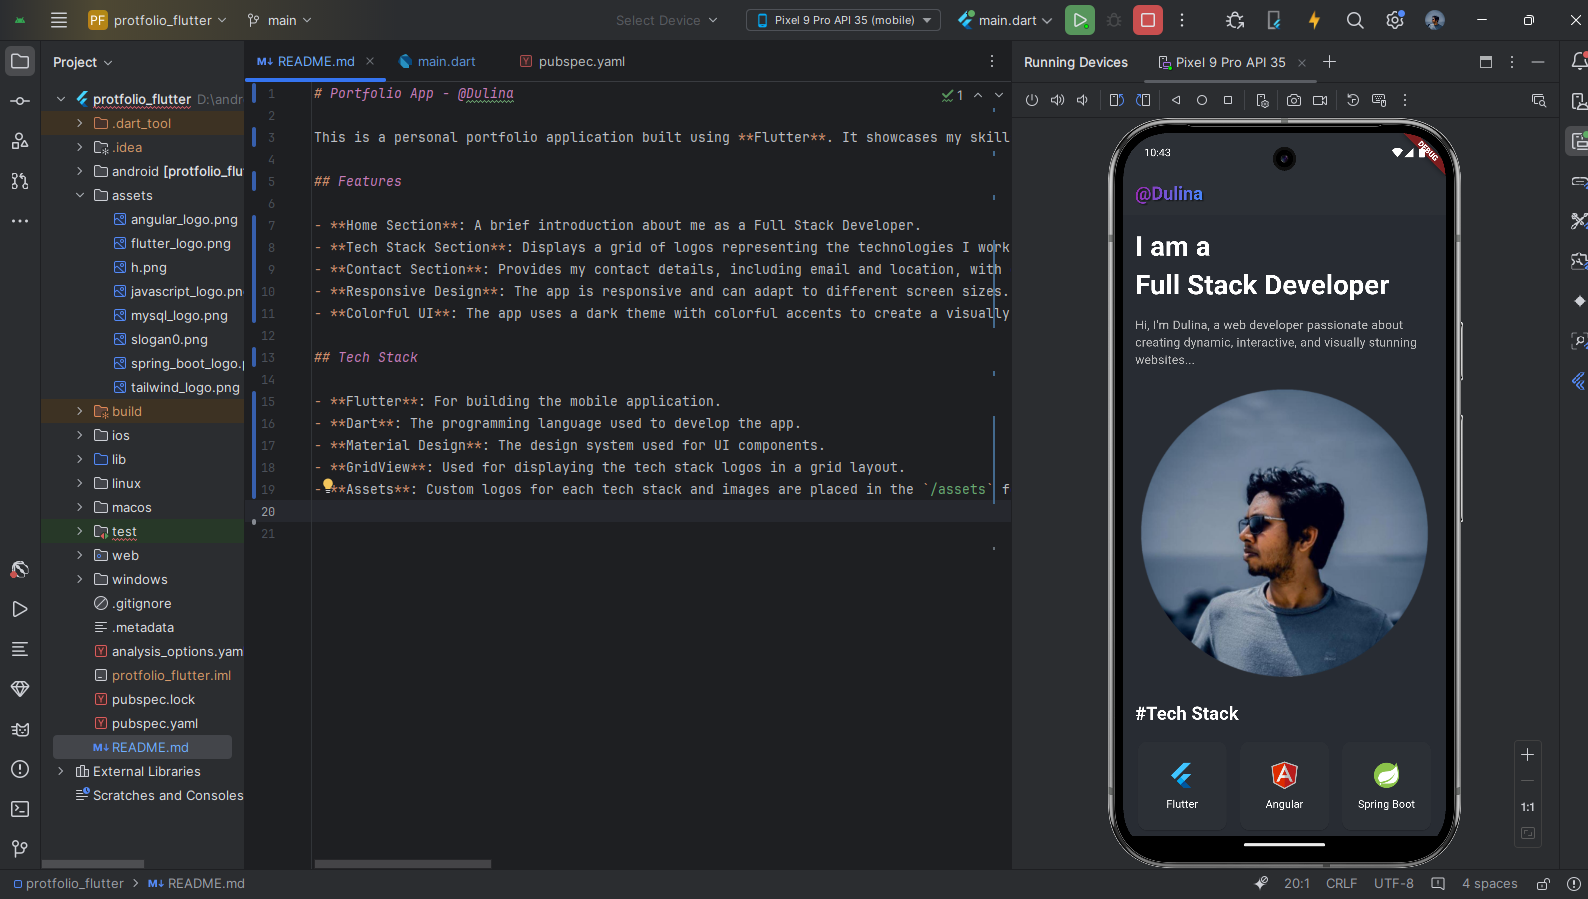 PF protfolio_flutter
main
Select Device
Pixel 9 Pro API 35 (mobile)
main.dart
Project
README.md
main.dart
pubspec.yaml
Running Devices
Pixel 9 Pro API 35
protfolio_flutter D:\andr
.dart_tool
.idea
android [protfolio_flu
assets
angular_logo.png
flutter_logo.png
h.png
javascript_logo.pn
mysql_logo.png
slogan0.png
spring_boot_logo.p
tailwind_logo.png
build
ios
lib
linux
macos
test
web
windows
.gitignore
.metadata
analysis_options.yam
protfolio_flutter.iml
pubspec.lock
pubspec.yaml
README.md
External Libraries
Scratches and Consoles
1 # Portfolio App - @Dulina
1
2
3 This is a personal portfolio application built using **Flutter**. It showcases my skill
4
5 ## Features
6
7 - **Home Section**: A brief introduction about me as a Full Stack Developer.
8 - **Tech Stack Section**: Displays a grid of logos representing the technologies I work
9 - **Contact Section**: Provides my contact details, including email and location, with
10 - **Responsive Design**: The app is responsive and can adapt to different screen sizes.
11 - **Colorful UI**: The app uses a dark theme with colorful accents to create a visually
12
13 ## Tech Stack
14
15 - **Flutter**: For building the mobile application.
16 - **Dart**: The programming language used to develop the app.
17 - **Material Design**: The design system used for UI components.
18 - **GridView**: Used for displaying the tech stack logos in a grid layout.
19 - **Assets**: Custom logos for each tech stack and images are placed in the `/assets` f
20
21
10:43
DEBUG
@Dulina
I am a
Full Stack Developer
Hi, I'm Dulina, a web developer passionate about
creating dynamic, interactive, and visually stunning
websites...
#Tech Stack
Flutter
Angular
Spring Boot
1:1
protfolio_flutter > README.md
20:1
CRLF
UTF-8
4 spaces